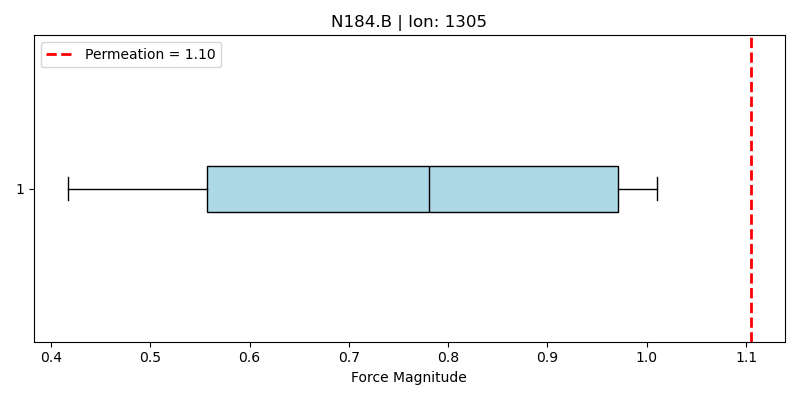 N184.B | Ion: 1305
Permeation = 1.10
1
0.4 0.5 0.6 0.7 0.8 0.9 1.0 1.1
Force Magnitude